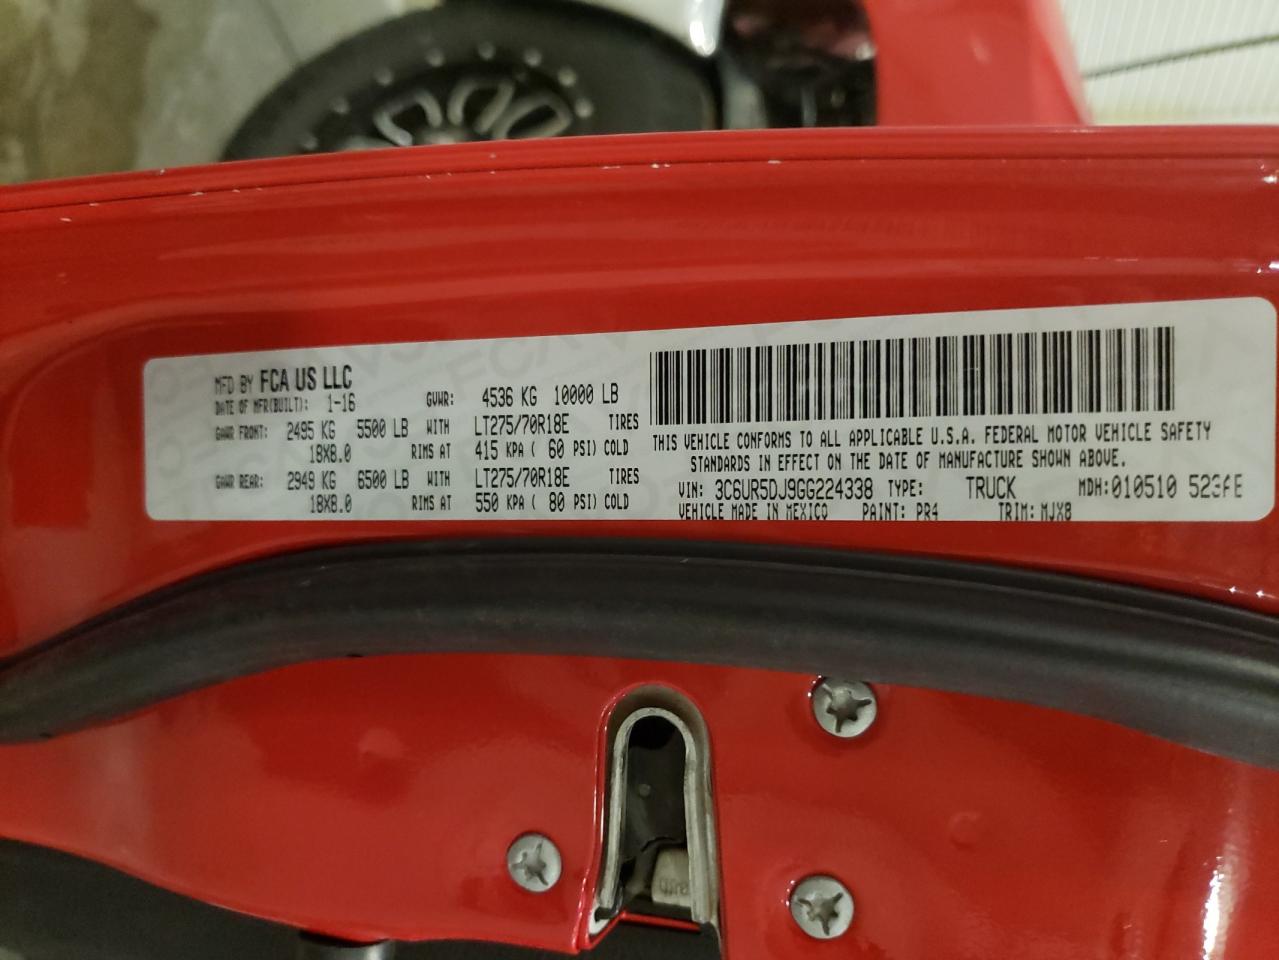 MFD BY FCA US LLC
DATE OF MFR(BUILT): 1-16 GVWR: 4536 KG 10000 LB
GAWR FRONT: 2495 KG 5500 LB WITH LT275/70R18E TIRES
18X8.0 RIMS AT 415 KPA ( 60 PSI) COLD
GAWR REAR: 2949 KG 6500 LB WITH LT275/70R18E TIRES
18X8.0 RIMS AT 550 KPA ( 80 PSI) COLD
THIS VEHICLE CONFORMS TO ALL APPLICABLE U.S.A. FEDERAL MOTOR VEHICLE SAFETY
STANDARDS IN EFFECT ON THE DATE OF MANUFACTURE SHOWN ABOVE.
VIN: 3C6UR5DJ9GG224338 TYPE: TRUCK MDH:010510
VEHICLE MADE IN MEXICO PAINT: PR4 TRIM: MJX8